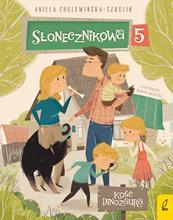 ANIELA CHOLEWIŃSKA-SZKOLIK
SŁONECZNIKOWA 5
KOŚĆ
DINOZAURA